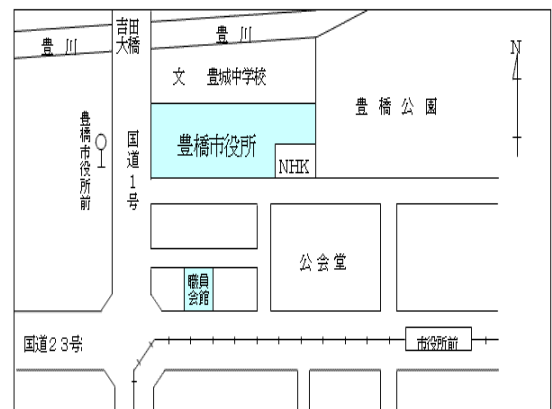 吉田
大橋
豊川
豊川
N
文 豊城中学校
豊橋公園
豊橋市役所前
国道1号
豊橋市役所
NHK
公会堂
職員
会館
国道23号
市役所前